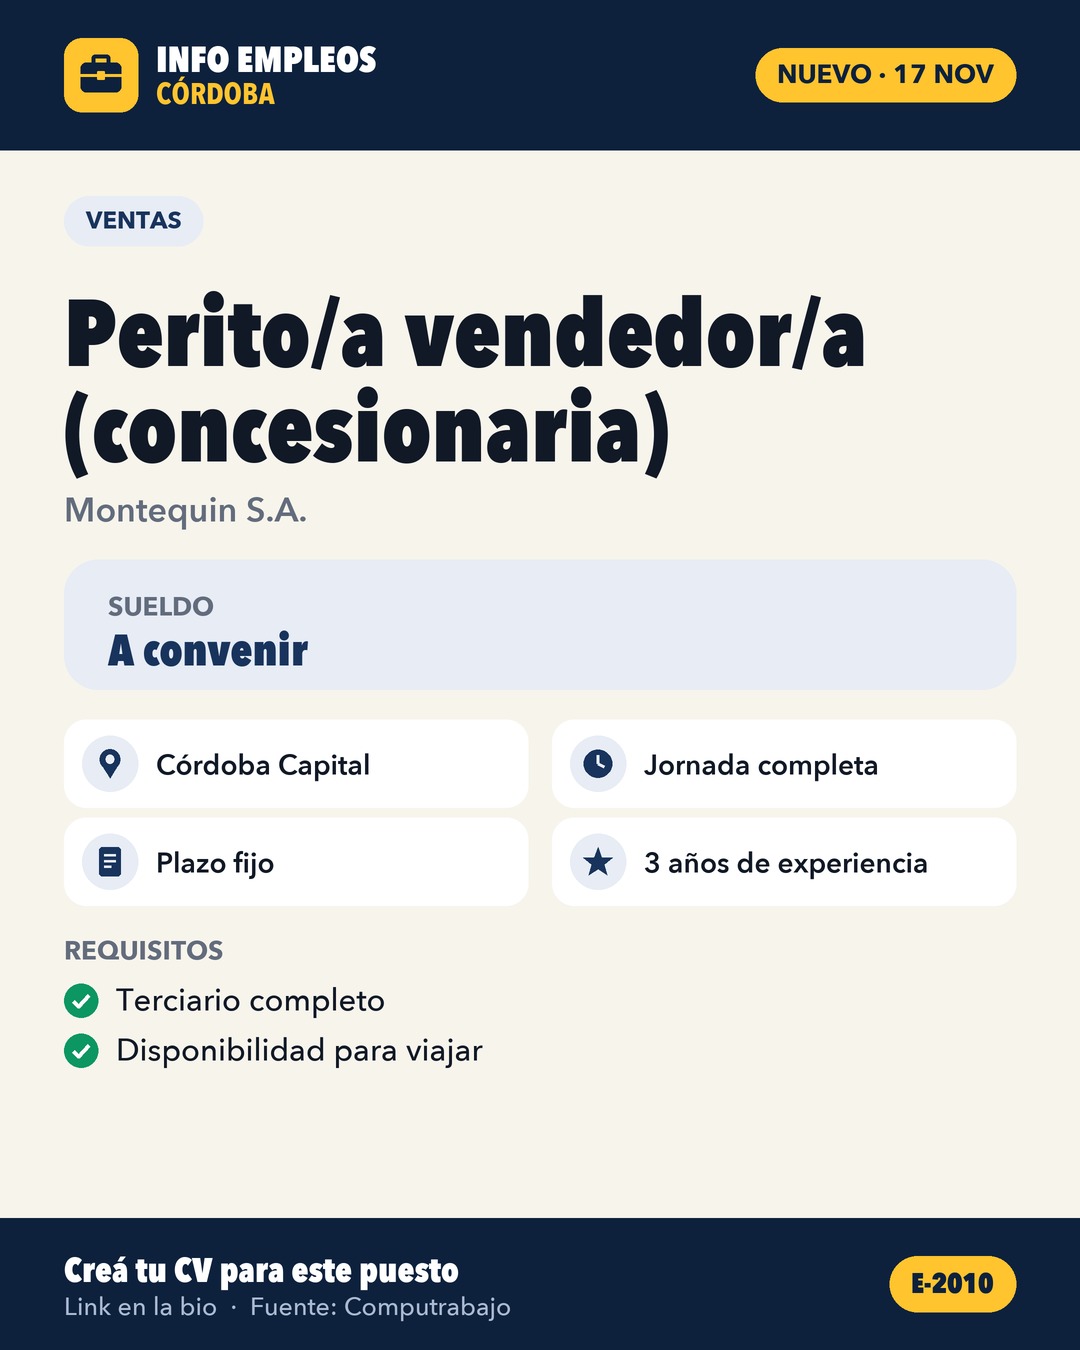 INFO EMPLEOS
CÓRDOBA
NUEVO · 17 NOV
VENTAS
Perito/a vendedor/a
(concesionaria)
Montequin S.A.
SUELDO
A convenir
Córdoba Capital
Jornada completa
Plazo fijo
3 años de experiencia
REQUISITOS
Terciario completo
Disponibilidad para viajar
Creá tu CV para este puesto
Link en la bio · Fuente: Computrabajo
E-2010